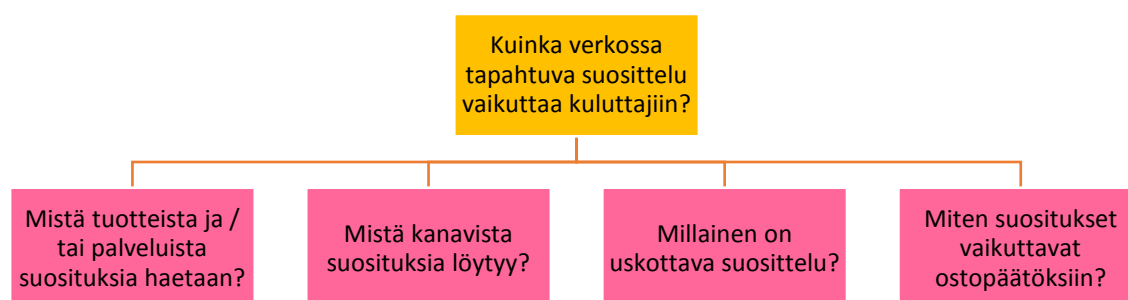 Kuinka verkossa
tapahtuva suosittelu
vaikuttaa kuluttajiin?
Mistä tuotteista ja /
tai palveluista
suosituksia haetaan?
Mistä kanavista
suosituksia löytyy?
Millainen on
uskottava suosittelu?
Miten suositukset
vaikuttavat
ostopäätöksiin?